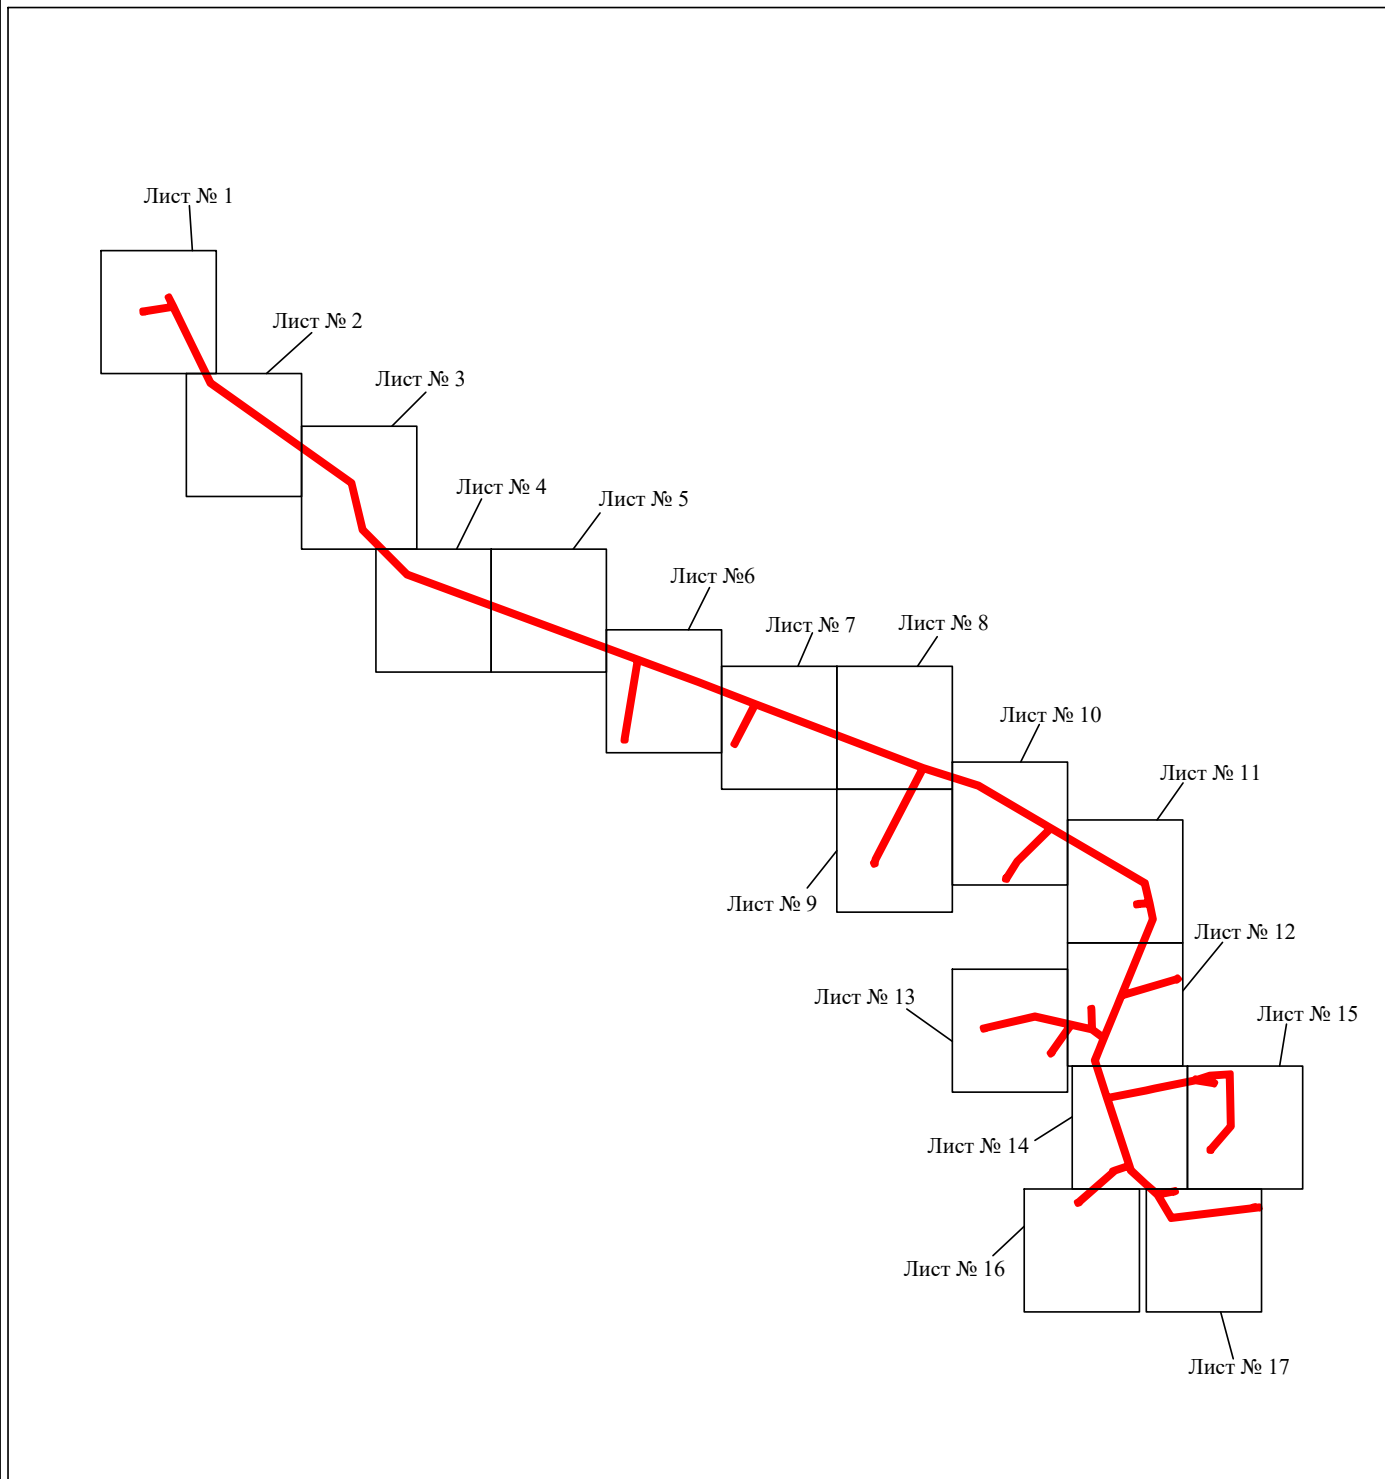 Лист № 1
Лист № 2
Лист № 3
Лист № 4
Лист № 5
Лист №6
Лист № 7
Лист № 8
Лист № 10
Лист № 11
Лист № 9
Лист № 12
Лист № 13
Лист № 15
Лист № 14
Лист № 16
Лист № 17